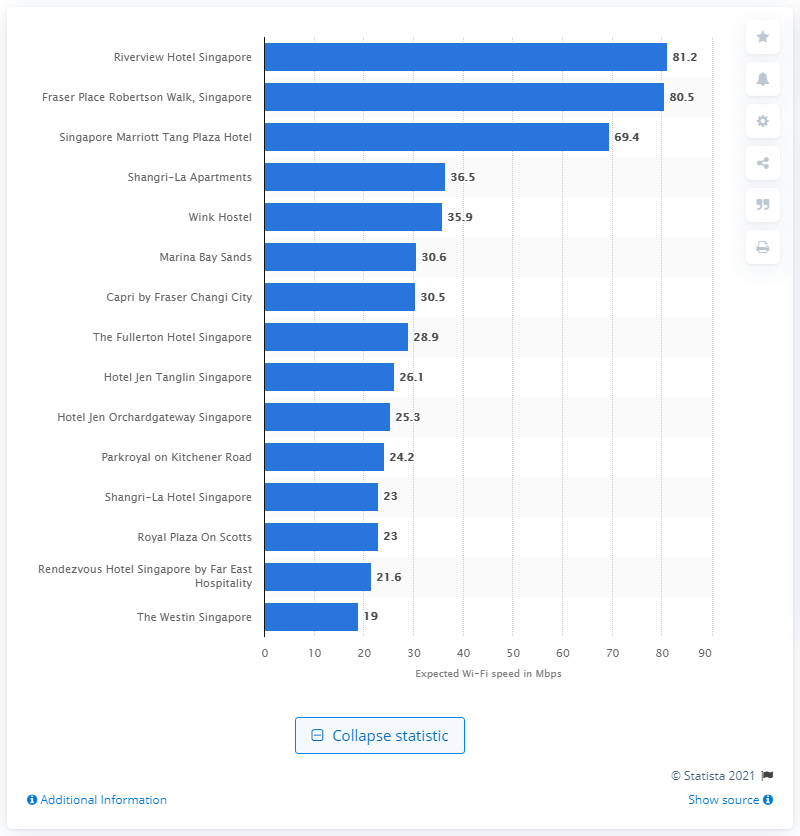 Riverview Hotel Singapore 81.2
Fraser Place Robertson Walk, Singapore 80.5
Singapore Marriott Tang Plaza Hotel 69.4
Shangri-La Apartments 36.5
Wink Hostel 35.9
Marina Bay Sands 30.6
Capri by Fraser Changi City 30.5
The Fullerton Hotel Singapore 28.9
Hotel Jen Tanglin Singapore 26.1
Hotel Jen Orchardgateway Singapore 25.3
Parkroyal on Kitchener Road 24.2
Shangri-La Hotel Singapore 23
Royal Plaza On Scotts 23
Rendezvous Hotel Singapore by Far East
Hospitality 21.6
The Westin Singapore 19
0 10 20 30 40 50 60 70 80 90
Expected Wi-Fi speed in Mbps
Collapse statistic
© Statista 2021
Additional Information Show source